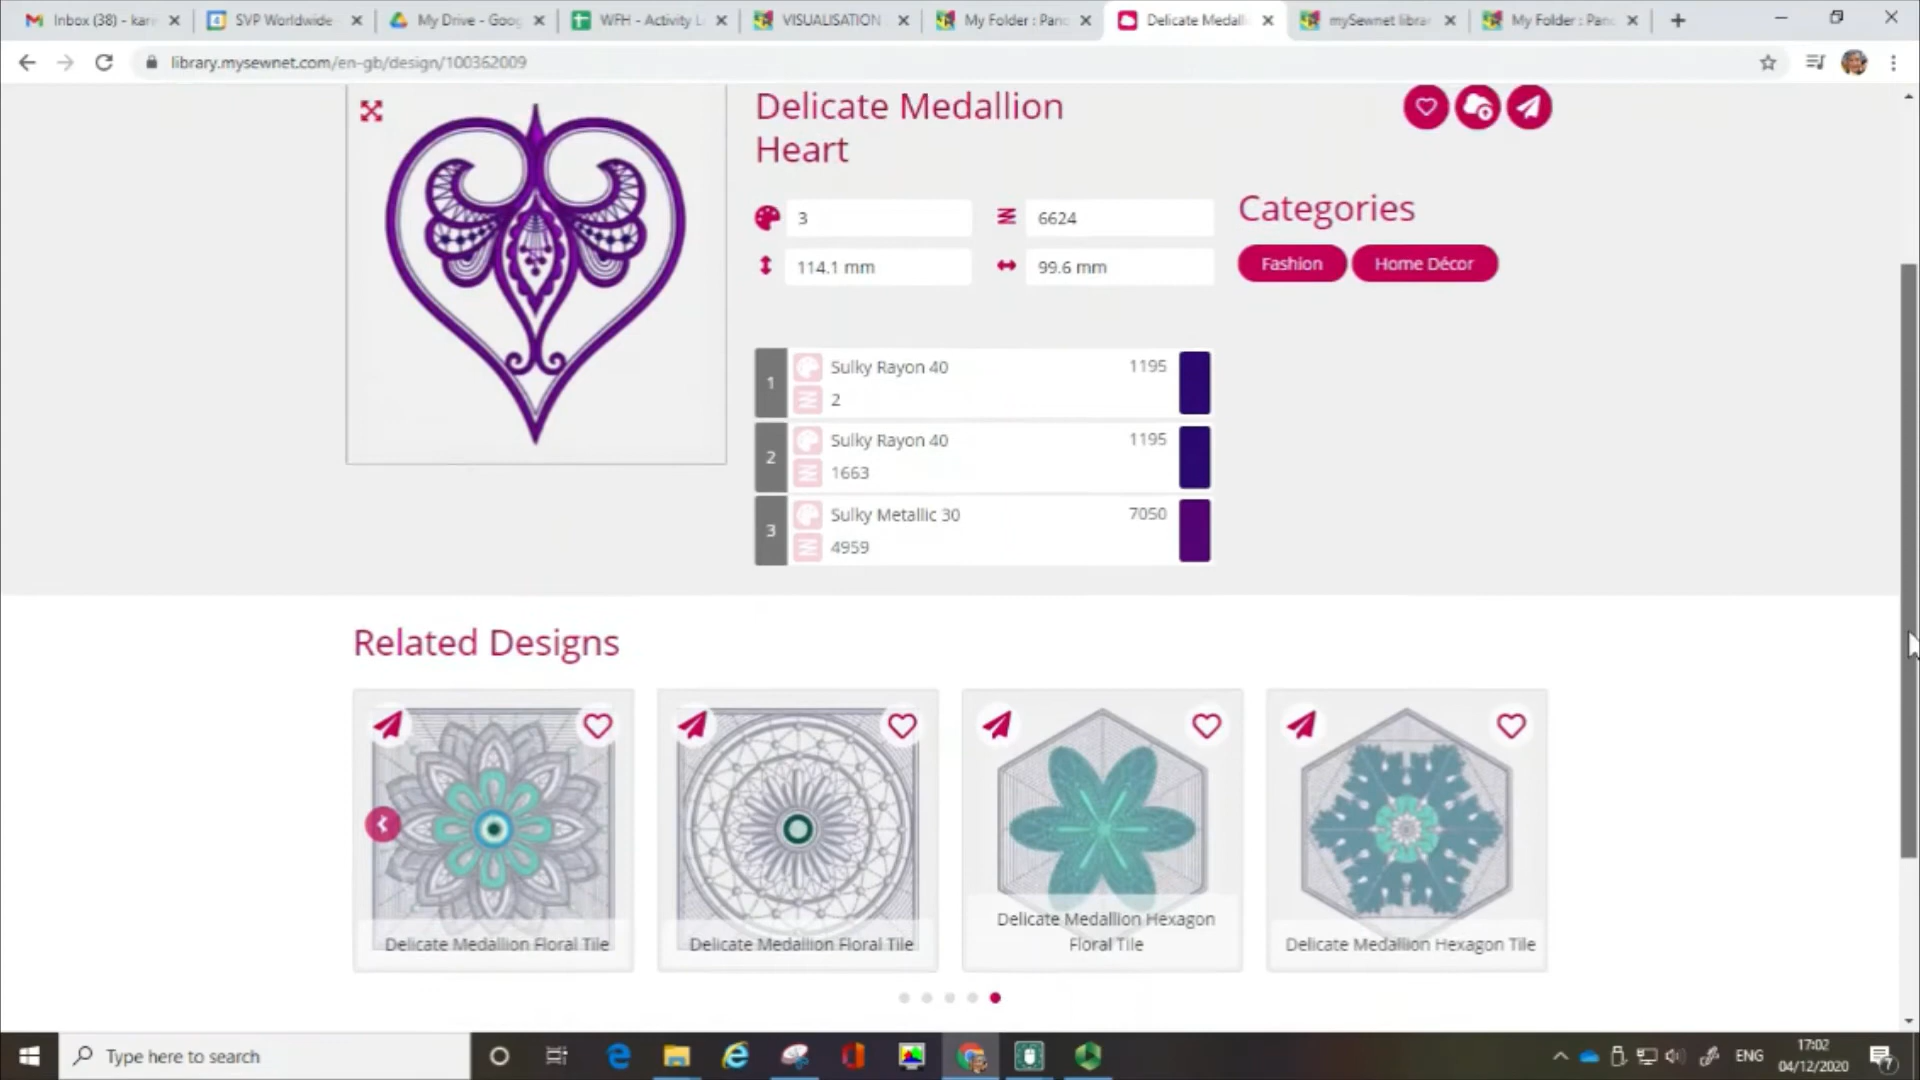 Inbox (38) - kar
SVP Worldwide
My Drive - Goog
WFH - Activity L
VISUALISATION
My Folder : Pand
Delicate Medall
mySewnet librar
My Folder : Pand
library.mysewnet.com/en-gb/design/100362009
Delicate Medallion
Heart
3
6624
114.1 mm
99.6 mm
Categories
Fashion
Home Décor
1
Sulky Rayon 40
1195
2
2
Sulky Rayon 40
1195
1663
3
Sulky Metallic 30
7050
4959
Related Designs
Delicate Medallion Floral Tile
Delicate Medallion Floral Tile
Delicate Medallion Hexagon
Floral Tile
Delicate Medallion Hexagon Tile
Type here to search
ENG
17:02
04/12/2020
7